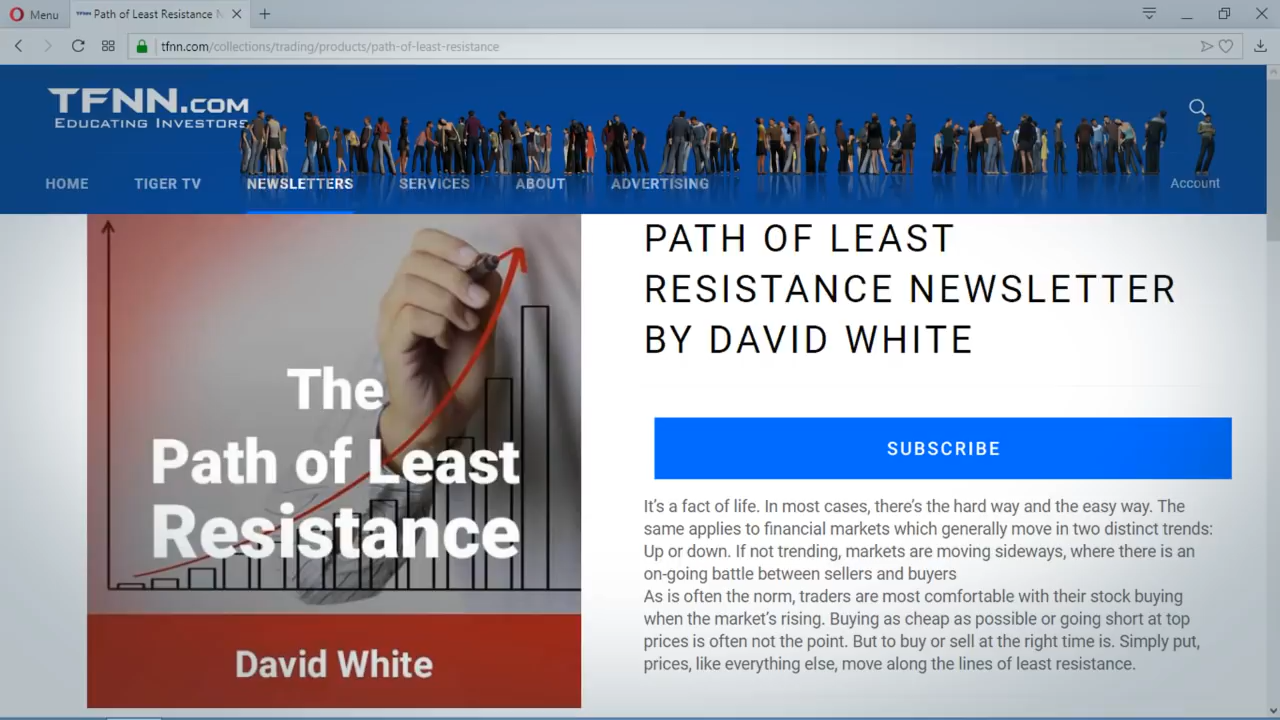 Menu
Path of Least Resistance N
tfnn.com/collections/trading/products/path-of-least-resistance
TFNN.COM
EDUCATING INVESTORS
HOME
TIGER TV
NEWSLETTERS
SERVICES
ABOUT
ADVERTISING
Account
The
Path of Least
Resistance
David White
PATH OF LEAST
RESISTANCE NEWSLETTER
BY DAVID WHITE
SUBSCRIBE
It's a fact of life. In most cases, there's the hard way and the easy way. The
same applies to financial markets which generally move in two distinct trends:
Up or down. If not trending, markets are moving sideways, where there is an
on-going battle between sellers and buyers
As is often the norm, traders are most comfortable with their stock buying
when the market's rising. Buying as cheap as possible or going short at top
prices is often not the point. But to buy or sell at the right time is. Simply put,
prices, like everything else, move along the lines of least resistance.